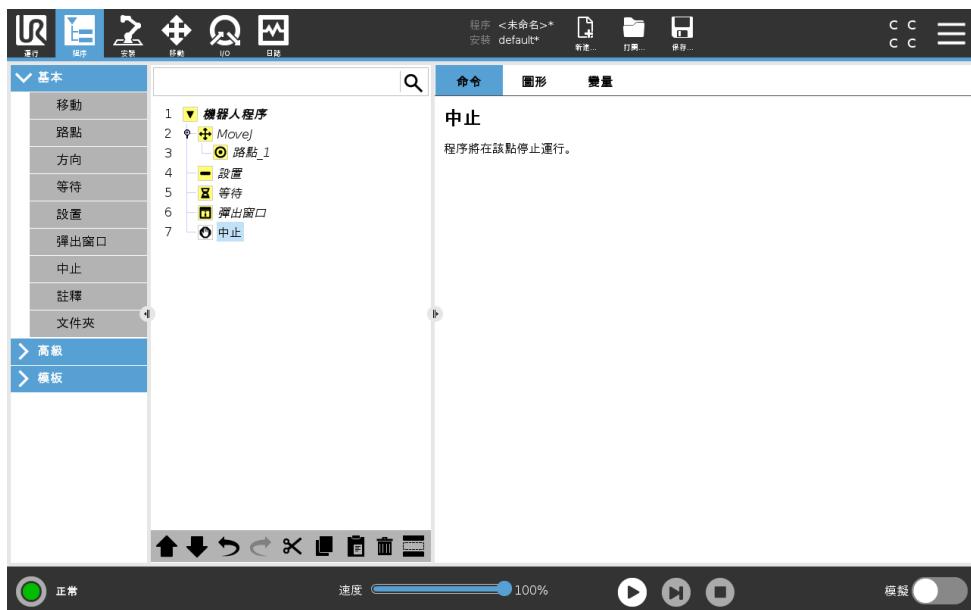 程序 <未命名>*
安裝 default*
運行
程序
安裝
移動
I/O
日誌
新建...
打開...
保存...
C C
C C
基本
移動
路點
方向
等待
設置
彈出窗口
中止
註釋
文件夾
高級
模板
1 機器人程序
2 MoveJ
3 路點_1
4 設置
5 等待
6 彈出窗口
7 中止
命令 圖形 變量
中止
程序將在該點停止運行。
正常
速度 100%
模擬